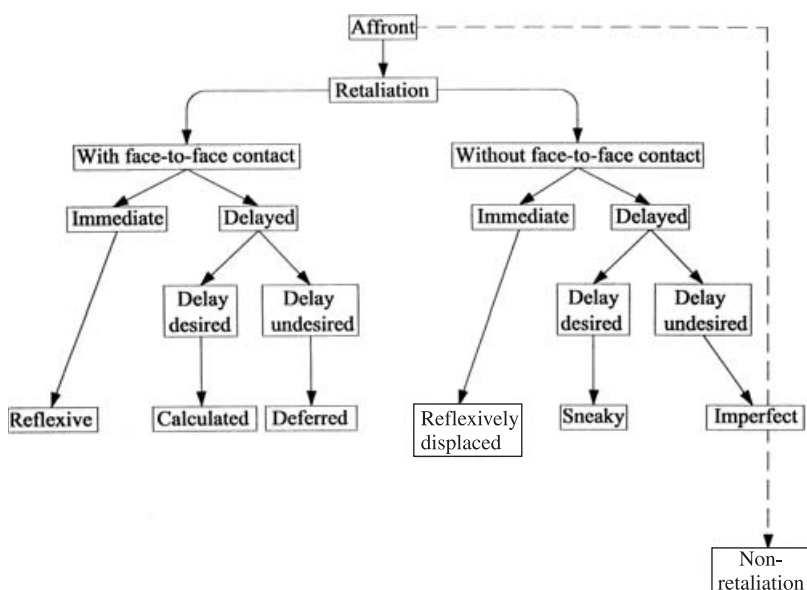 Affront
Retaliation
With face-to-face contact
Without face-to-face contact
Immediate
Delayed
Immediate
Delayed
Delay
desired
Delay
undesired
Delay
desired
Delay
undesired
Reflexive
Calculated
Deferred
Reflexively
displaced
Sneaky
Imperfect
Non-
retaliation